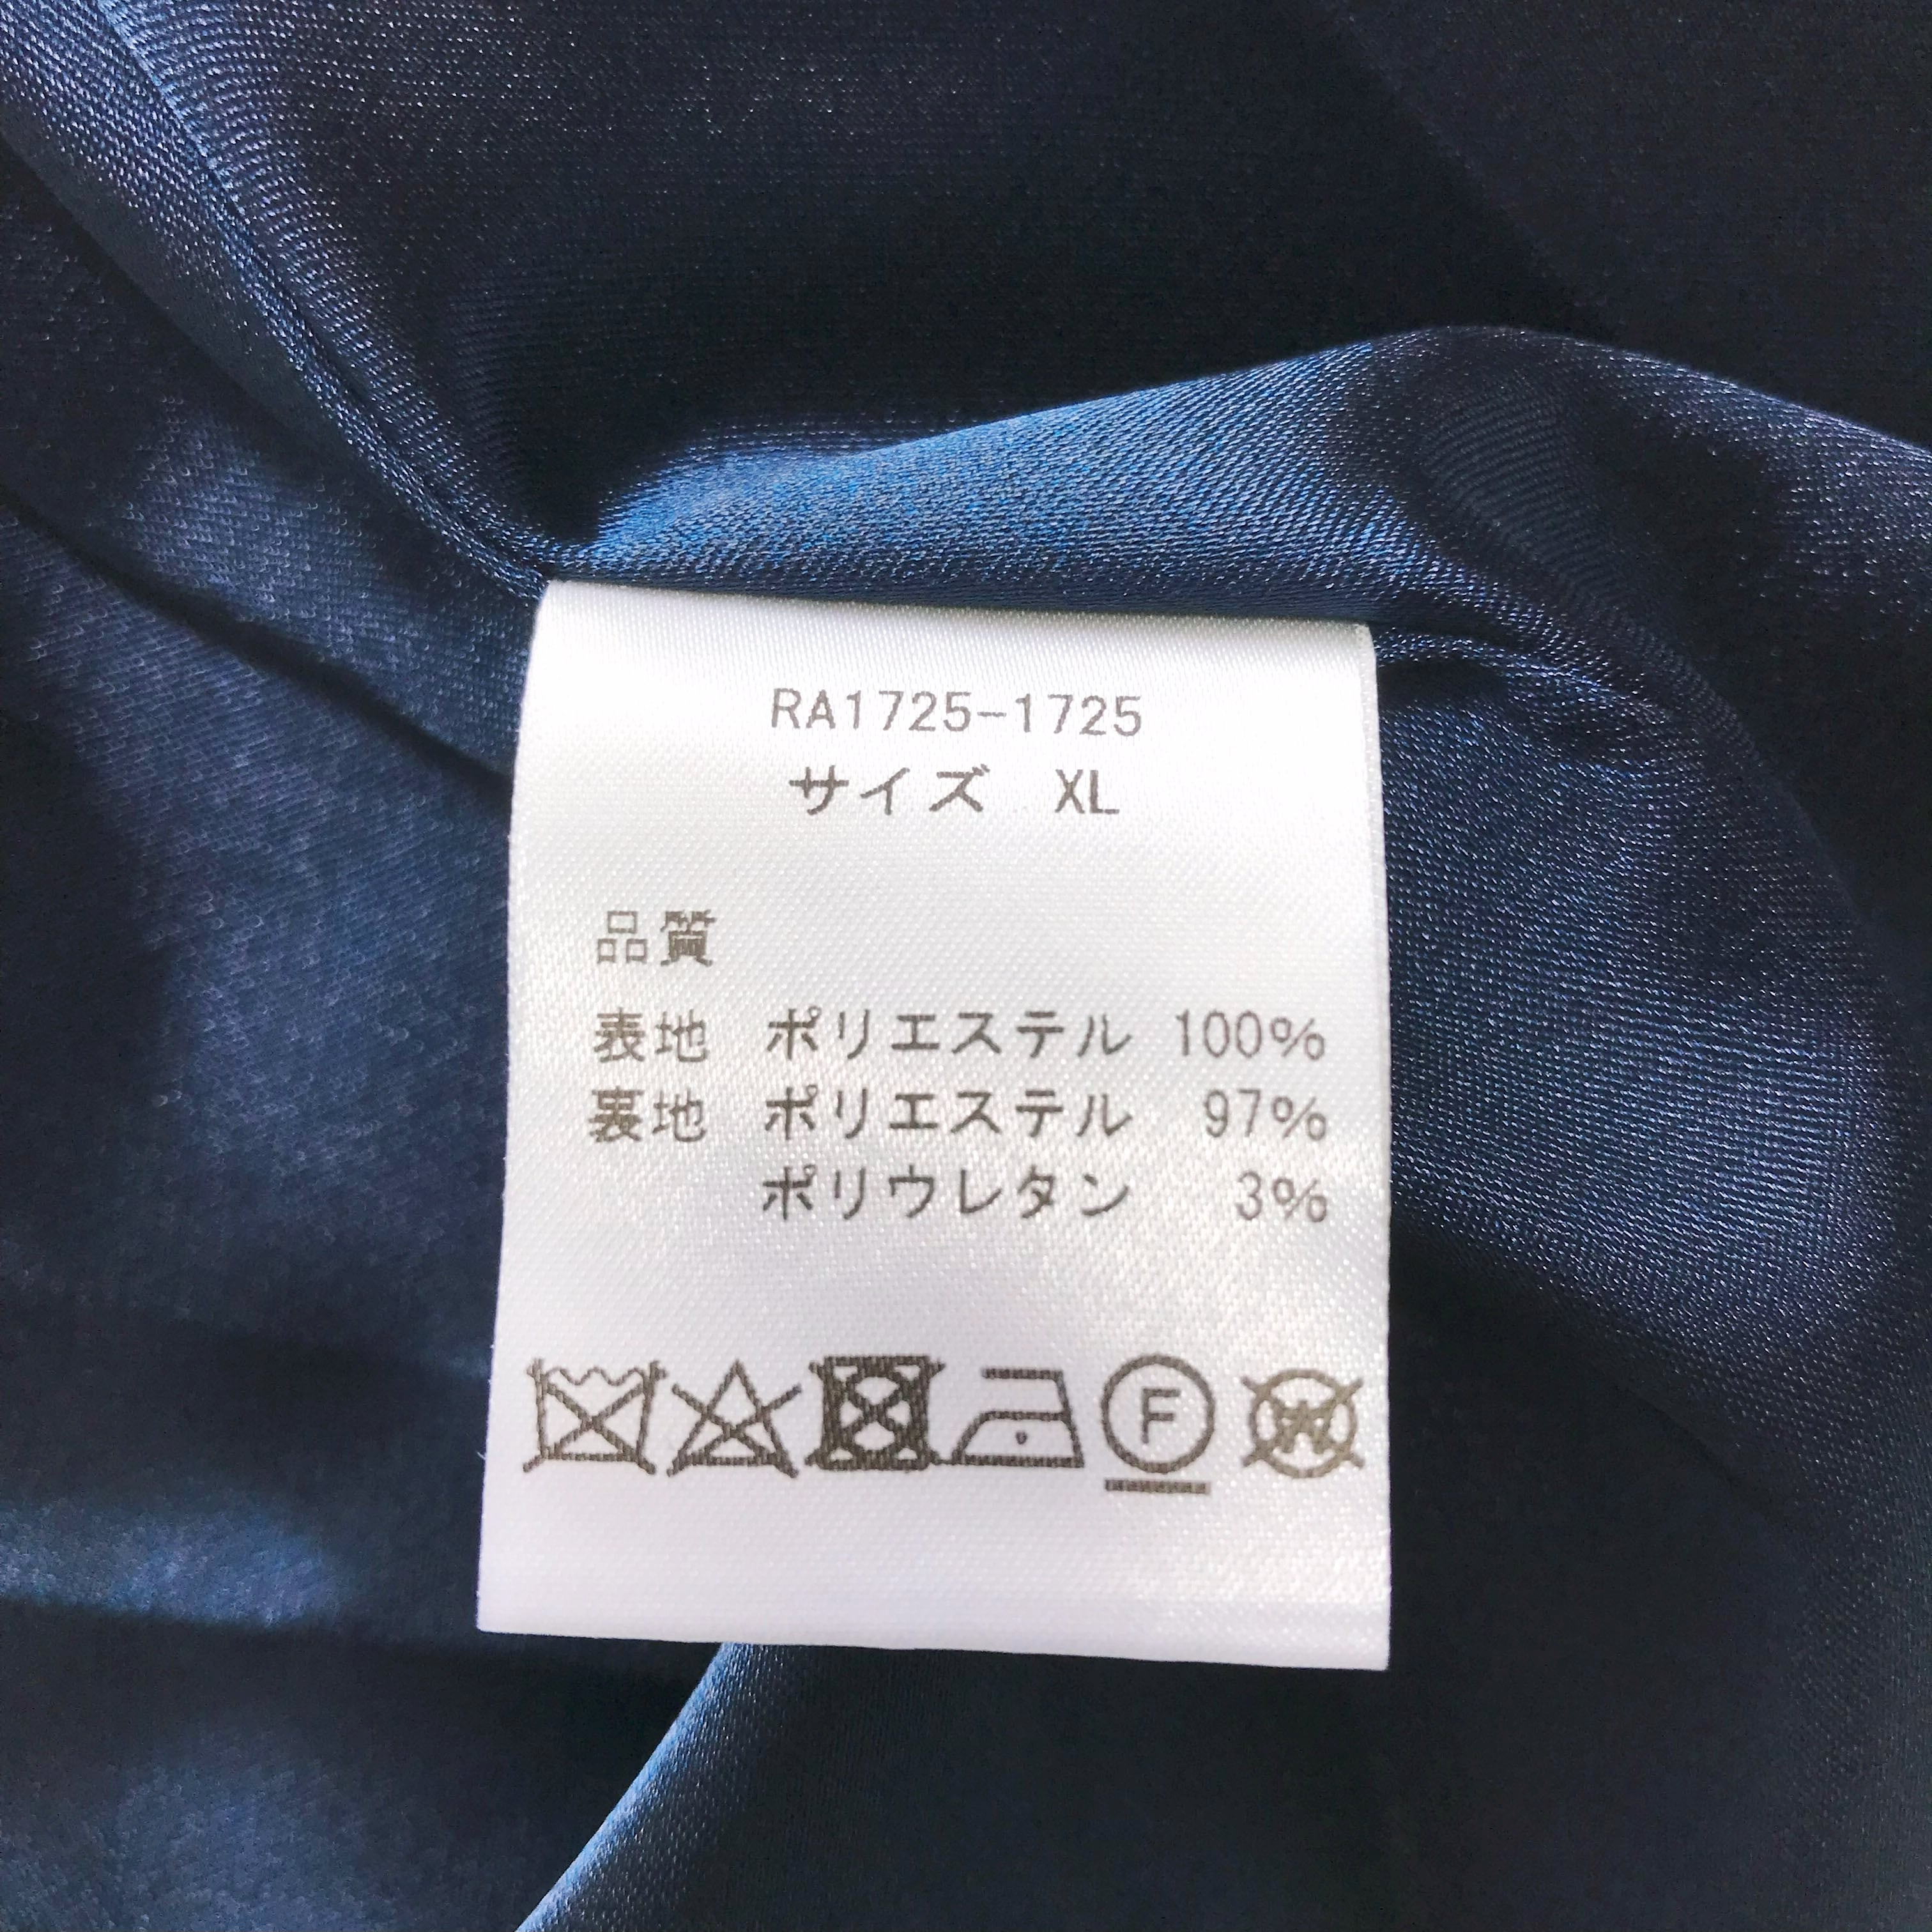 RA1725-1725
サイズ XL
品質
表地 ポリエステル 100%
裏地 ポリエステル 97%
ポリウレタン 3%
F W